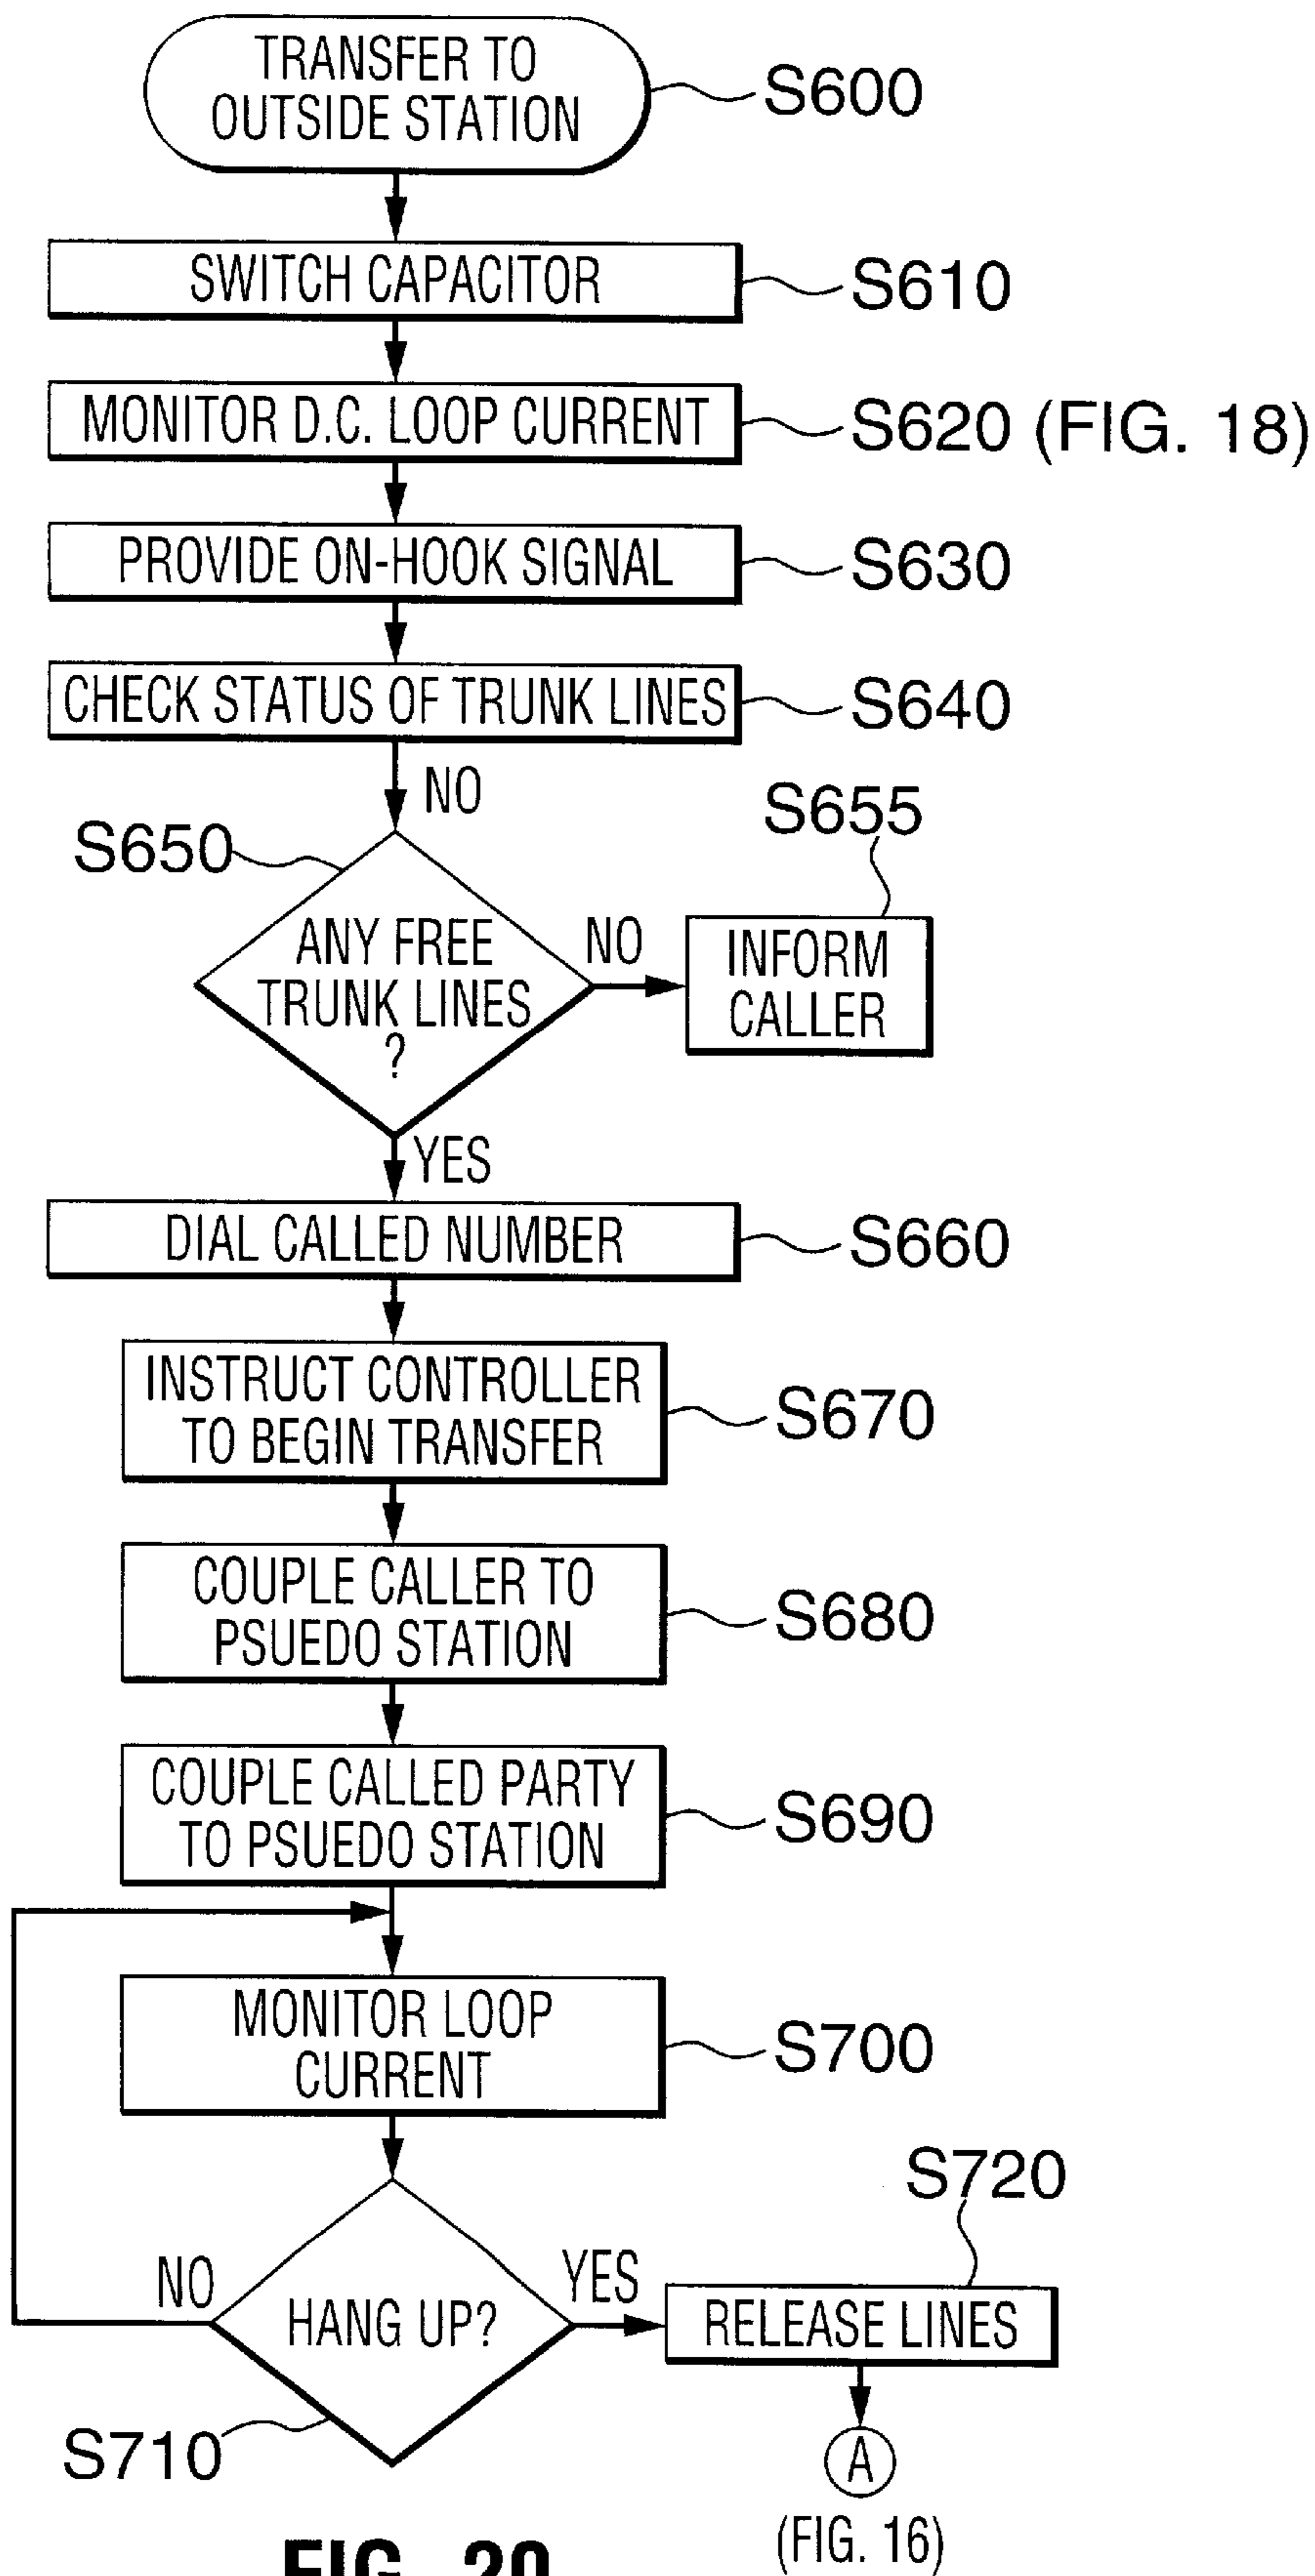 TRANSFER TO
OUTSIDE STATION
S600
SWITCH CAPACITOR
S610
MONITOR D.C. LOOP CURRENT
S620 (FIG. 18)
PROVIDE ON-HOOK SIGNAL
S630
CHECK STATUS OF TRUNK LINES
S640
NO
S650
ANY FREE
TRUNK LINES
?
NO
S655
INFORM
CALLER
YES
DIAL CALLED NUMBER
S660
INSTRUCT CONTROLLER
TO BEGIN TRANSFER
S670
COUPLE CALLER TO
PSUEDO STATION
S680
COUPLE CALLED PARTY
TO PSUEDO STATION
S690
MONITOR LOOP
CURRENT
S700
NO
HANG UP?
YES
S710
S720
RELEASE LINES
A
(FIG. 16)
FIG. 20